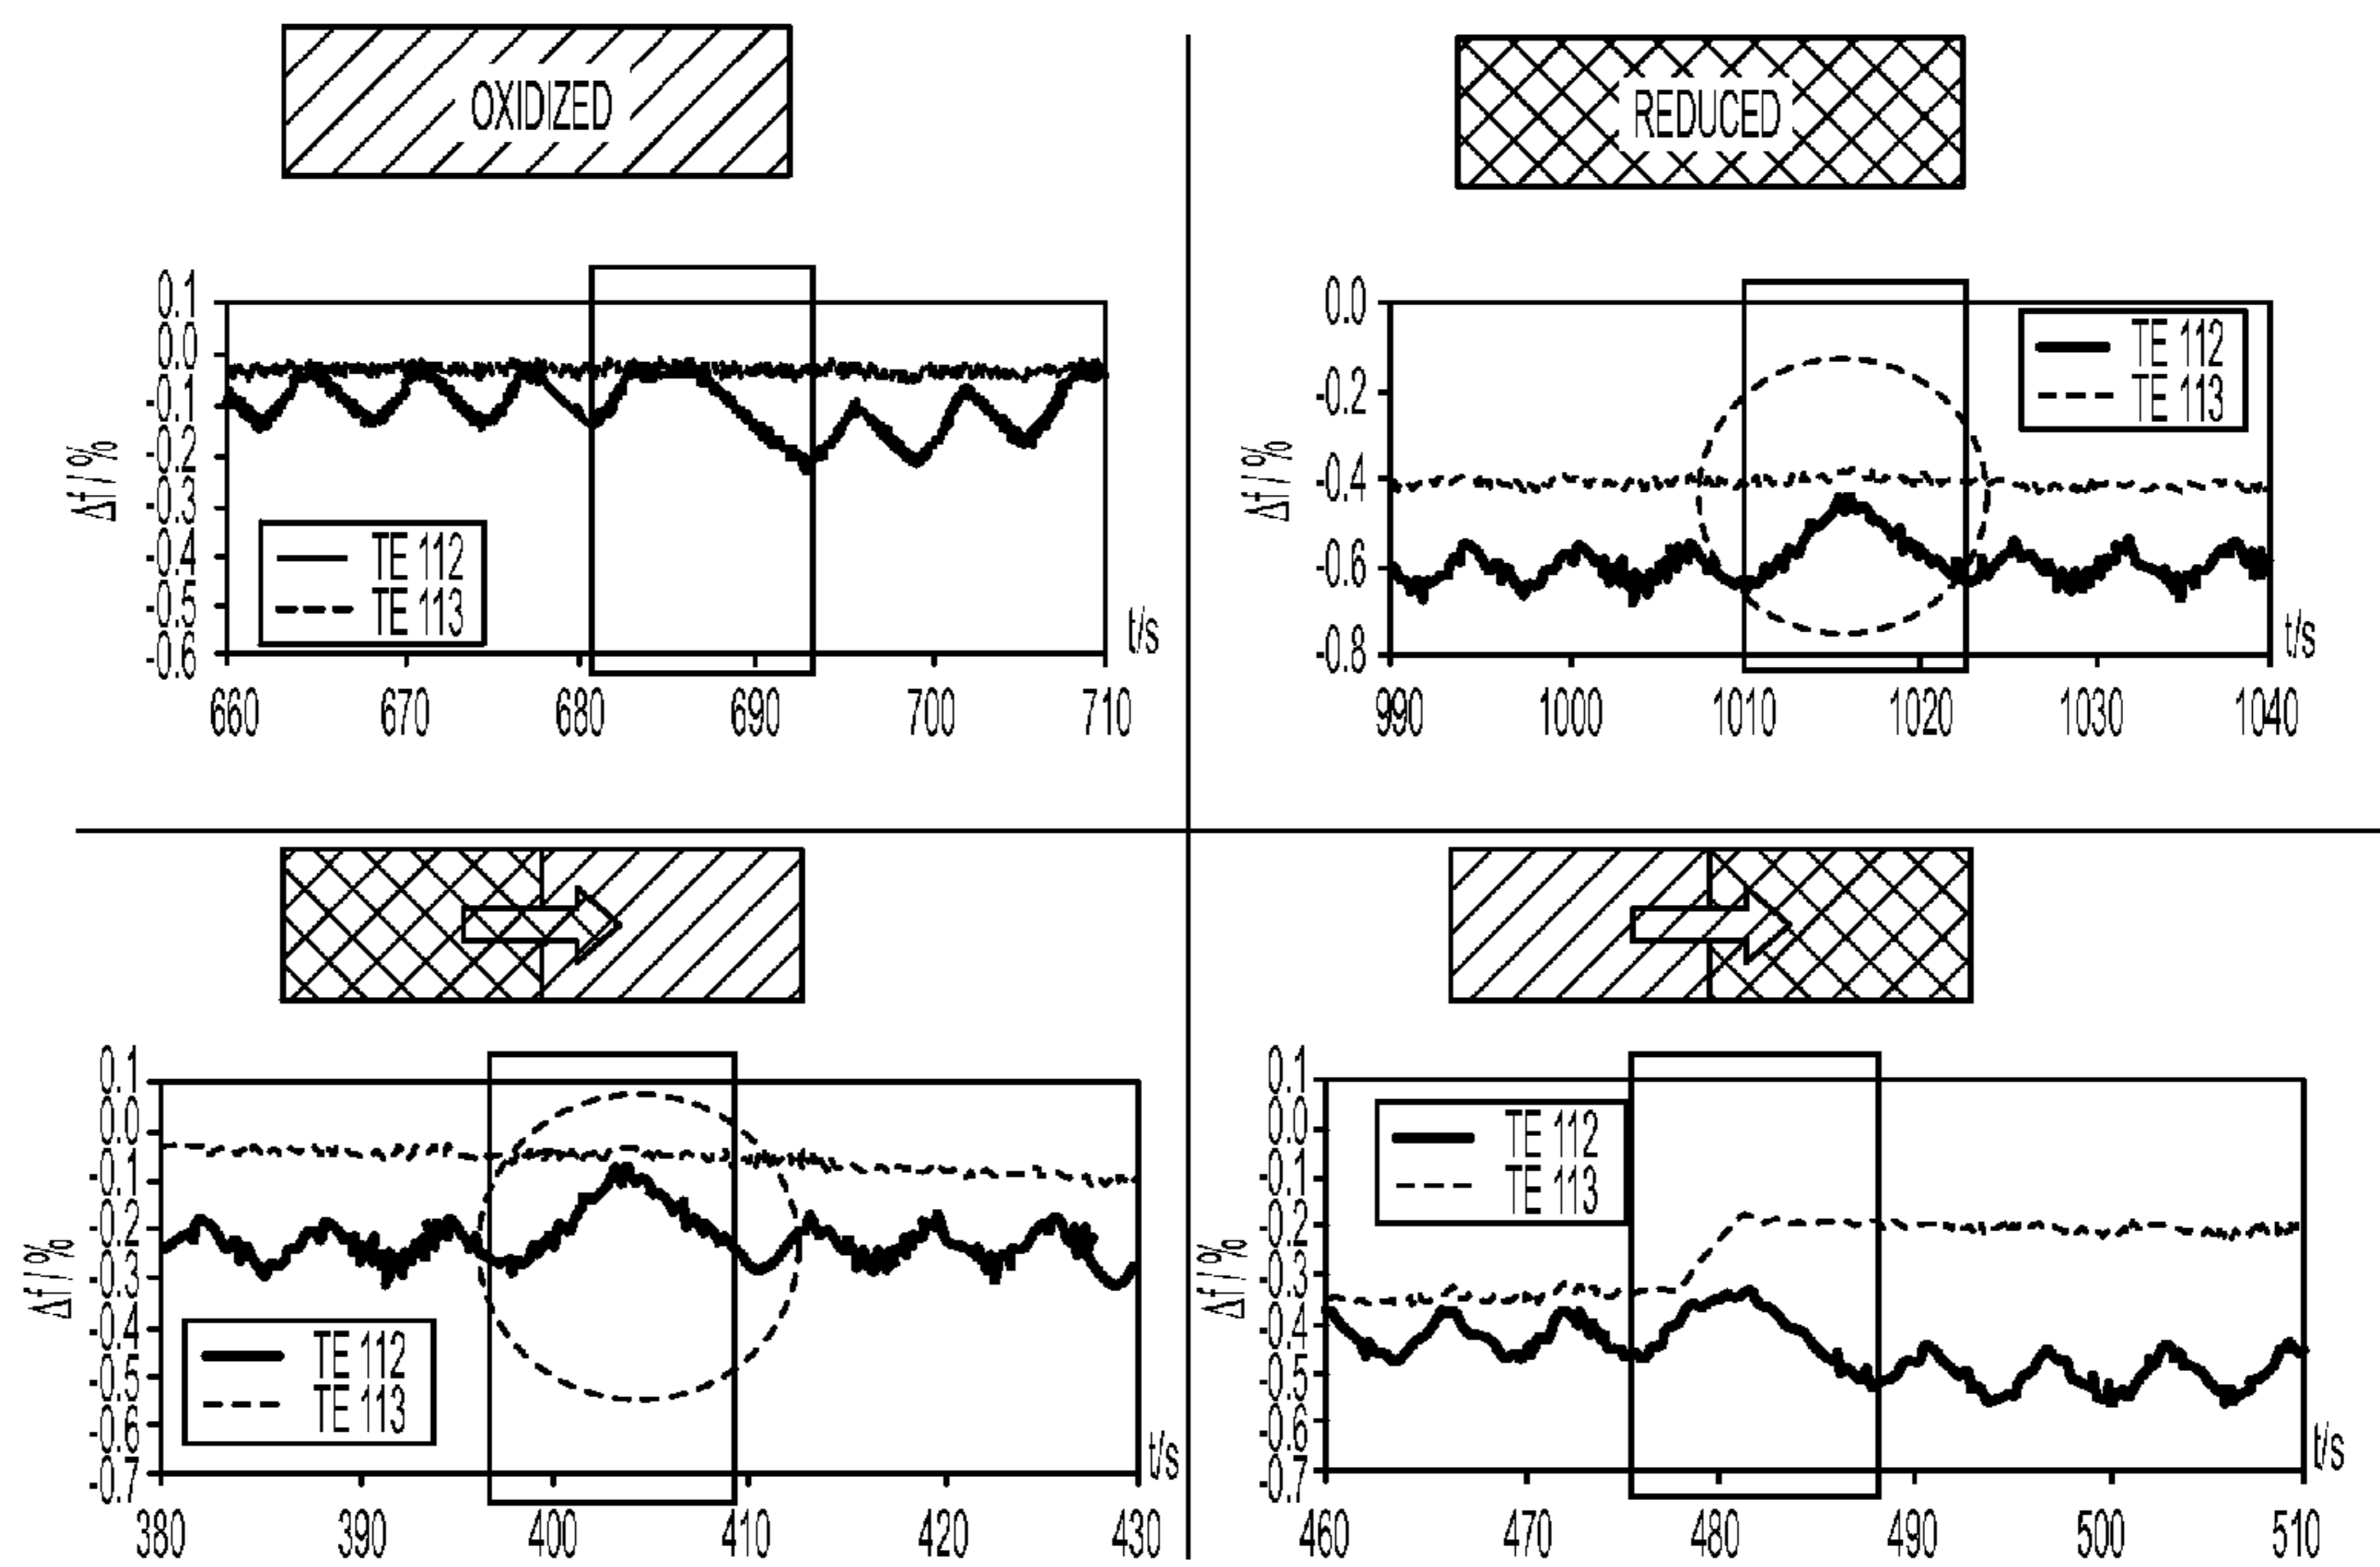 OXIDIZED
REDUCED
0.1
0.0
-0.1
-0.2
-0.3
-0.4
-0.5
-0.6
Δf / %
TE 112
TE 113
t/s
660 670 680 690 700 710
0.0
-0.2
-0.4
-0.6
-0.8
Δf / %
TE 112
TE 113
t/s
990 1000 1010 1020 1030 1040
0.1
0.0
-0.1
-0.2
-0.3
-0.4
-0.5
-0.6
-0.7
Δf / %
TE 112
TE 113
t/s
380 390 400 410 420 430
0.1
0.0
-0.1
-0.2
-0.3
-0.4
-0.5
-0.6
-0.7
Δf / %
TE 112
TE 113
t/s
460 470 480 490 500 510